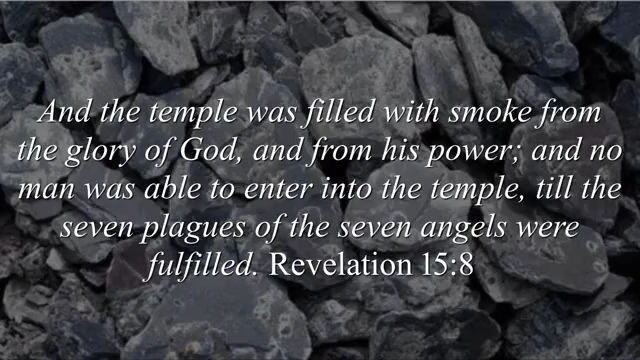 And the temple was filled with smoke from
the glory of God, and from his power; and no
man was able to enter into the temple, till the
seven plagues of the seven angels were
fulfilled. Revelation 15:8